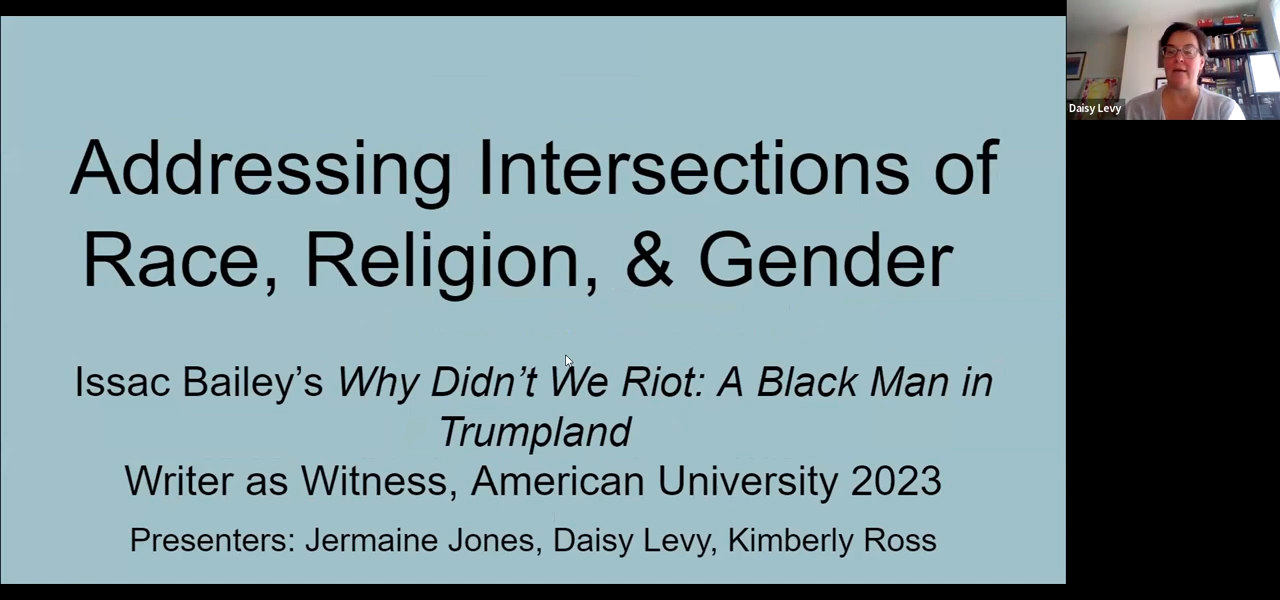 Addressing Intersections of
Race, Religion, & Gender
Issac Bailey’s Why Didn’t We Riot: A Black Man in
Trumpland
Writer as Witness, American University 2023
Presenters: Jermaine Jones, Daisy Levy, Kimberly Ross
Daisy Levy